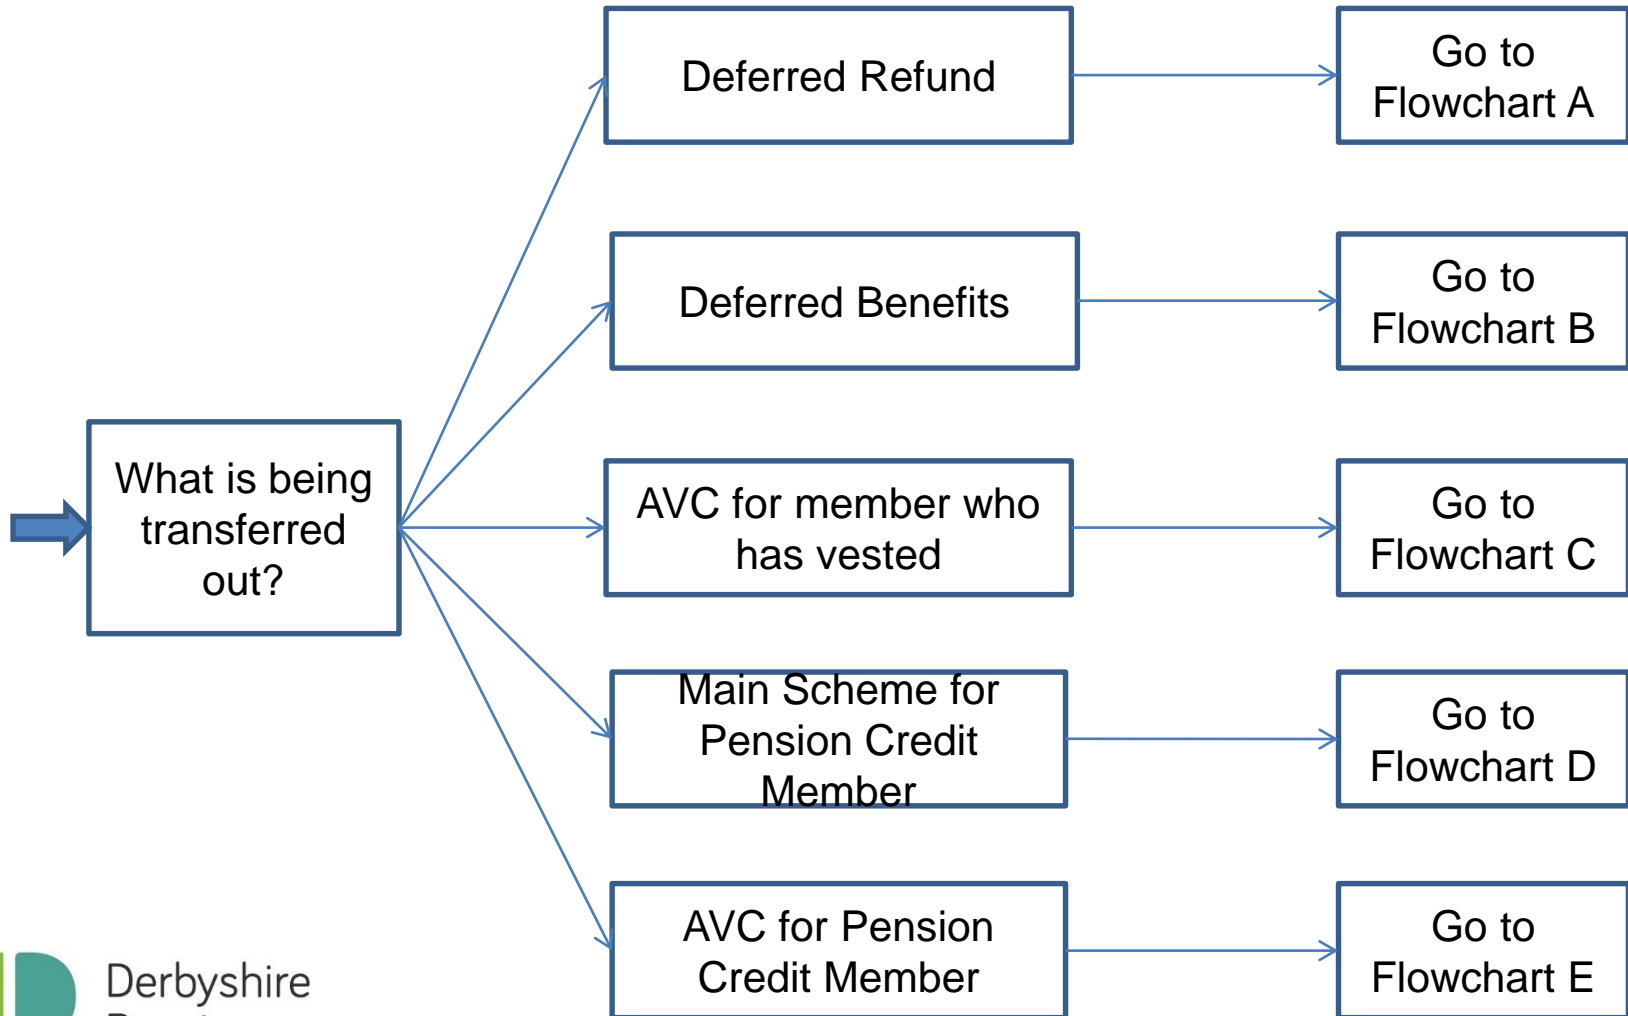 Deferred Refund
Go to
Flowchart A
Deferred Benefits
Go to
Flowchart B
What is being
transferred
out?
AVC for member who
has vested
Go to
Flowchart C
Main Scheme for
Pension Credit
Member
Go to
Flowchart D
AVC for Pension
Credit Member
Go to
Flowchart E
Derbyshire